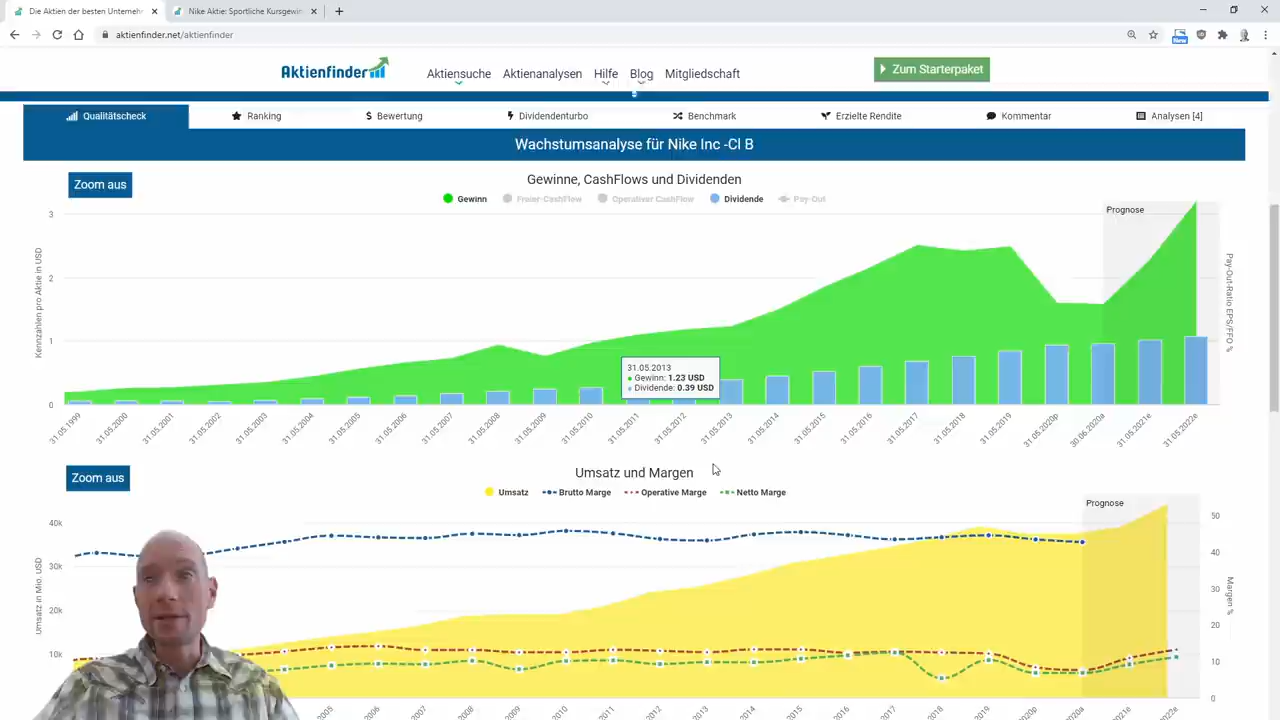 Die Aktien der besten Unternehm
Nike Aktie: Sportliche Kursgewin
aktienfinder.net/aktienfinder
New
Aktienfinder
Aktiensuche
Aktienanalysen
Hilfe
Blog
Mitgliedschaft
Zum Starterpaket
Qualitätscheck
Ranking
$ Bewertung
Dividendenturbo
Benchmark
Erzielte Rendite
Kommentar
Analysen [4]
Wachstumsanalyse für Nike Inc -Cl B
Zoom aus
Gewinne, CashFlows und Dividenden
Gewinn
Freier-CashFlow
Operativer CashFlow
Dividende
Pay-Out
Prognose
3
2
1
0
Kennzahlen pro Aktie in USD
Pay-Out-Ratio EPS/FFO %
31.05.2013
Gewinn: 1.23 USD
Dividende: 0.39 USD
31.05.1999
31.05.2000
31.05.2001
31.05.2002
31.05.2003
31.05.2004
31.05.2005
31.05.2006
31.05.2007
31.05.2008
31.05.2009
31.05.2010
31.05.2011
31.05.2012
31.05.2013
31.05.2014
31.05.2015
31.05.2016
31.05.2017
31.05.2018
31.05.2019
31.05.2020p
30.06.2020a
31.05.2021e
31.05.2022e
Zoom aus
Umsatz und Margen
Umsatz
Brutto Marge
Operative Marge
Netto Marge
Prognose
40k
30k
20k
10k
Umsatz in Mio. USD
50
40
30
20
10
0
Margen %
2005
2006
2007
2008
2009
2010
2011
2012
2013
2014
2015
2016
2017
2018
2019
2020p
2020a
2021e
2022e